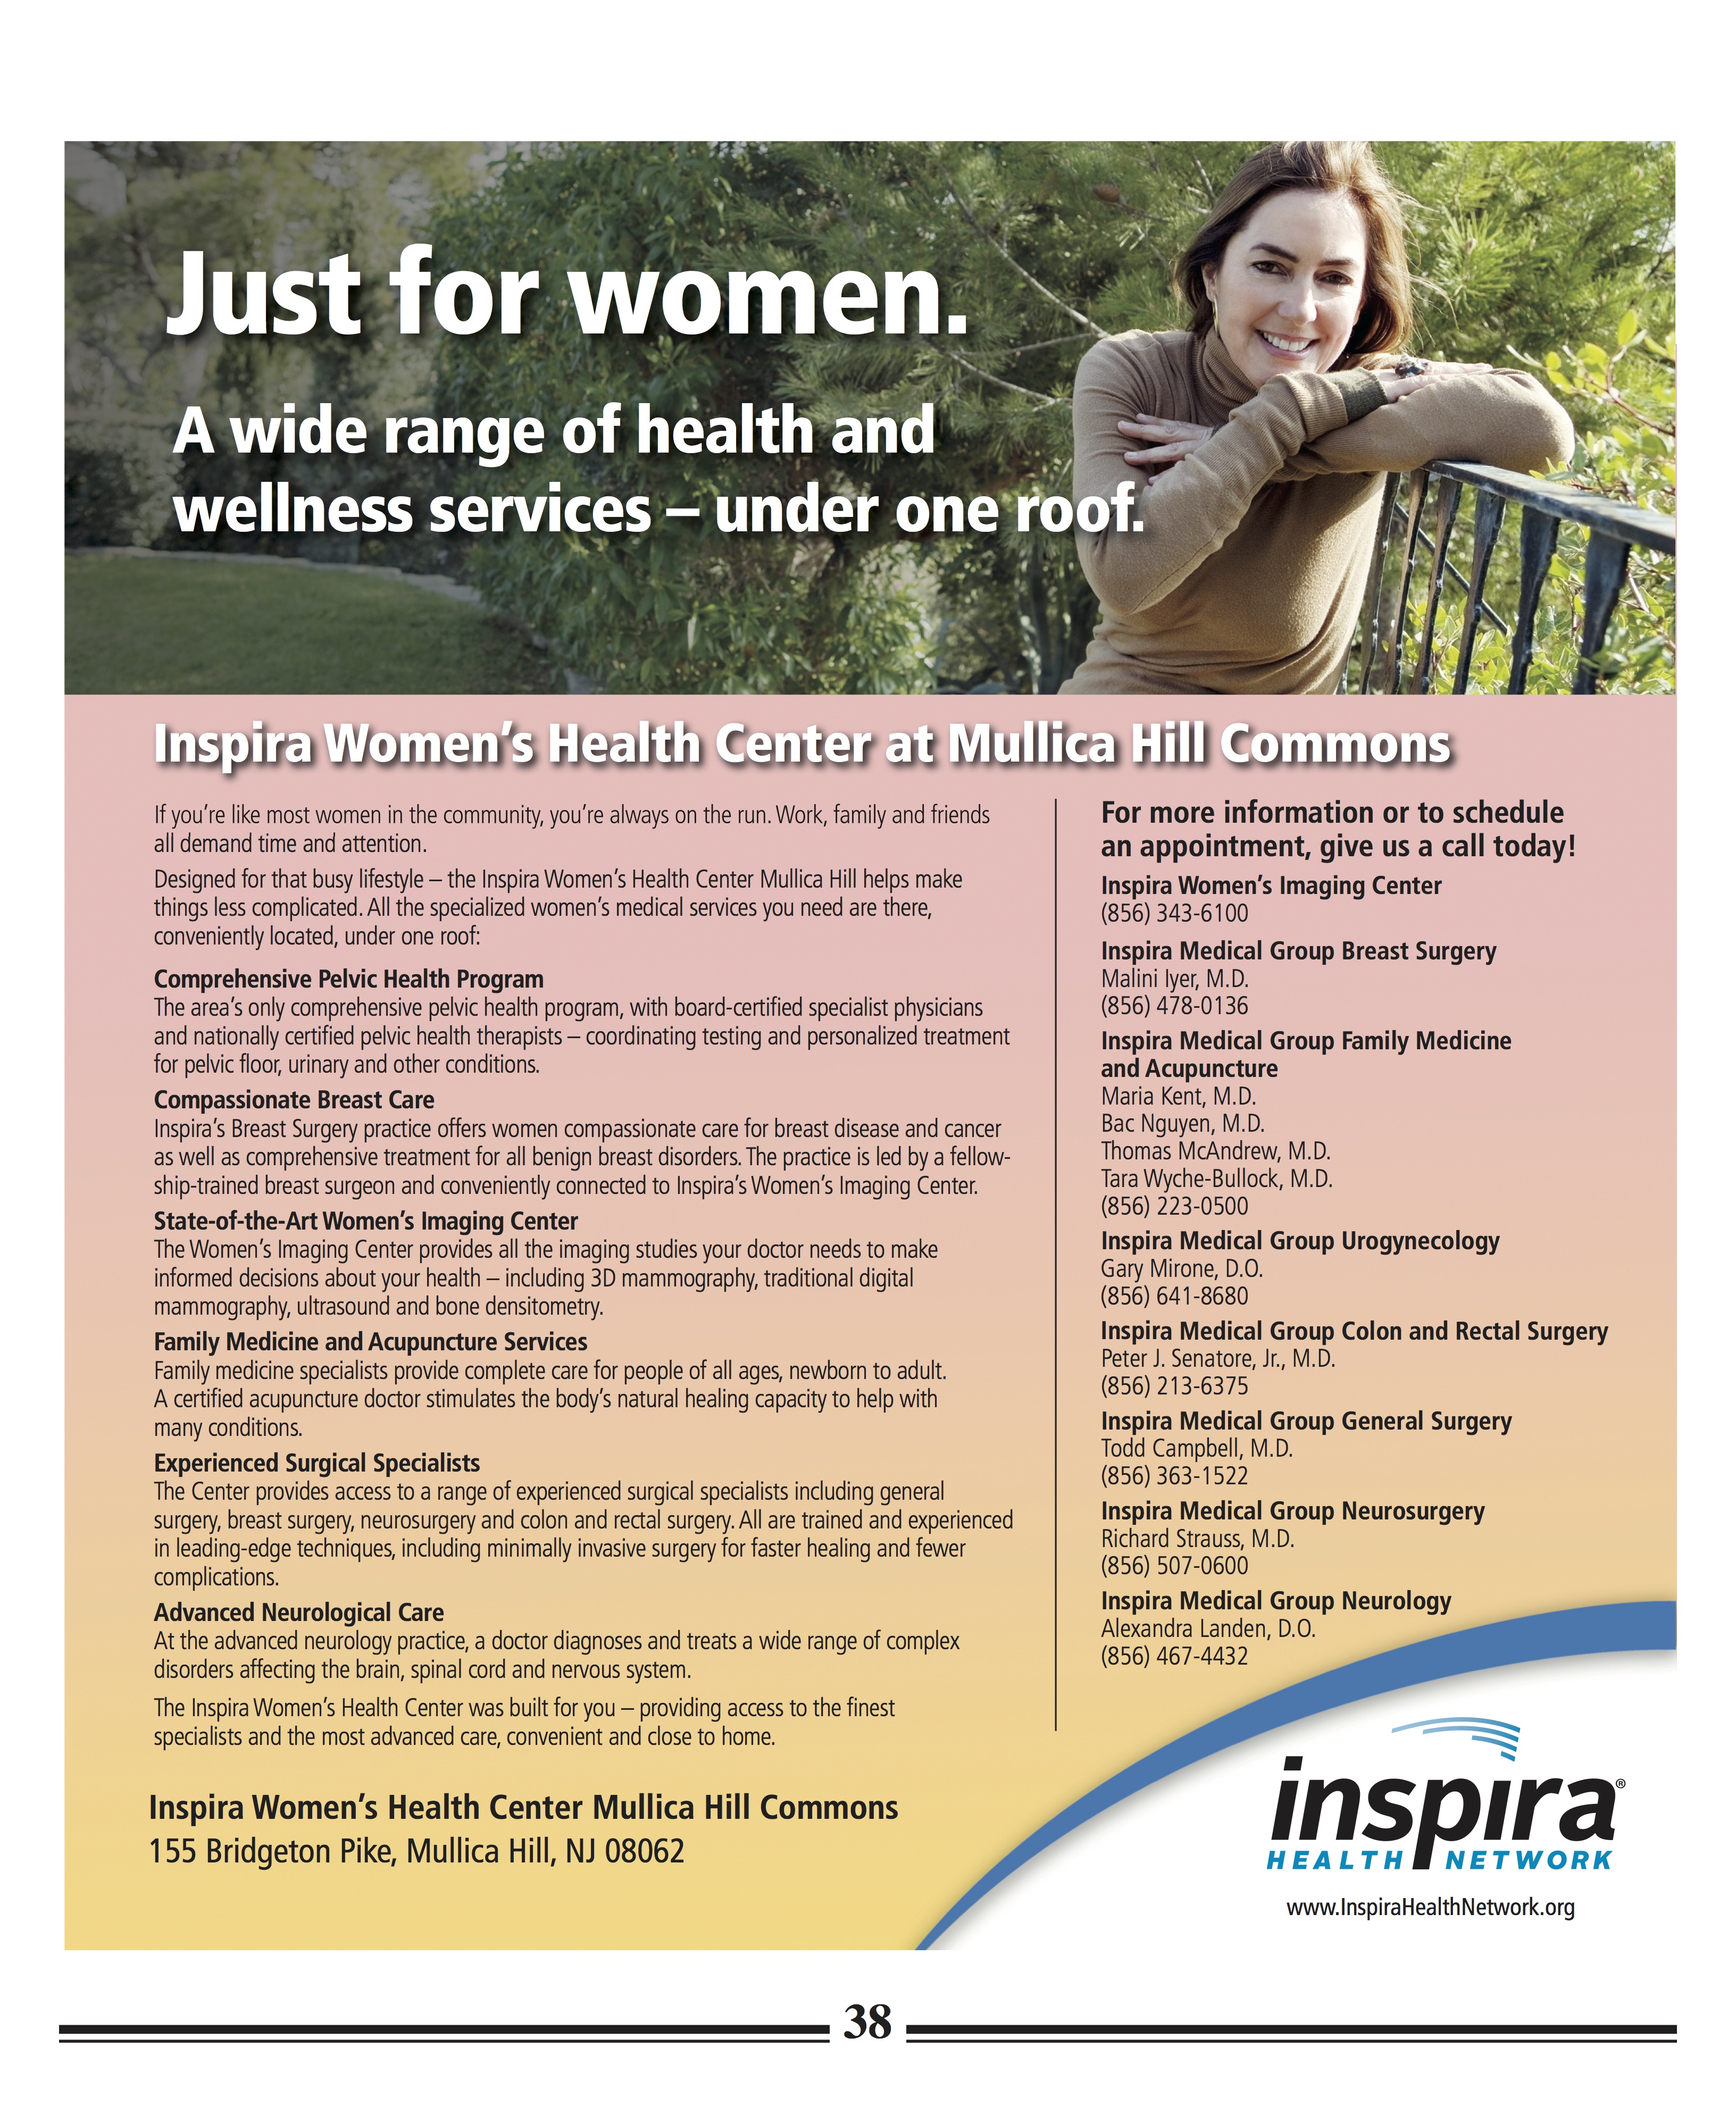 Just for women.
A wide range of health and
wellness services – under one roof.
Inspira Women’s Health Center at Mullica Hill Commons
If you’re like most women in the community, you’re always on the run. Work, family and friends
all demand time and attention.
Designed for that busy lifestyle – the Inspira Women’s Health Center Mullica Hill helps make
things less complicated. All the specialized women’s medical services you need are there,
conveniently located, under one roof:
Comprehensive Pelvic Health Program
The area’s only comprehensive pelvic health program, with board-certified specialist physicians
and nationally certified pelvic health therapists – coordinating testing and personalized treatment
for pelvic floor, urinary and other conditions.
Compassionate Breast Care
Inspira’s Breast Surgery practice offers women compassionate care for breast disease and cancer
as well as comprehensive treatment for all benign breast disorders. The practice is led by a fellow-
ship-trained breast surgeon and conveniently connected to Inspira’s Women’s Imaging Center.
State-of-the-Art Women’s Imaging Center
The Women’s Imaging Center provides all the imaging studies your doctor needs to make
informed decisions about your health – including 3D mammography, traditional digital
mammography, ultrasound and bone densitometry.
Family Medicine and Acupuncture Services
Family medicine specialists provide complete care for people of all ages, newborn to adult.
A certified acupuncture doctor stimulates the body’s natural healing capacity to help with
many conditions.
Experienced Surgical Specialists
The Center provides access to a range of experienced surgical specialists including general
surgery, breast surgery, neurosurgery and colon and rectal surgery. All are trained and experienced
in leading-edge techniques, including minimally invasive surgery for faster healing and fewer
complications.
Advanced Neurological Care
At the advanced neurology practice, a doctor diagnoses and treats a wide range of complex
disorders affecting the brain, spinal cord and nervous system.
The Inspira Women’s Health Center was built for you – providing access to the finest
specialists and the most advanced care, convenient and close to home.
Inspira Women’s Health Center Mullica Hill Commons
155 Bridgeton Pike, Mullica Hill, NJ 08062
For more information or to schedule
an appointment, give us a call today!
Inspira Women’s Imaging Center
(856) 343-6100
Inspira Medical Group Breast Surgery
Malini Iyer, M.D.
(856) 478-0136
Inspira Medical Group Family Medicine
and Acupuncture
Maria Kent, M.D.
Bac Nguyen, M.D.
Thomas McAndrew, M.D.
Tara Wyche-Bullock, M.D.
(856) 223-0500
Inspira Medical Group Urogynecology
Gary Mirone, D.O.
(856) 641-8680
Inspira Medical Group Colon and Rectal Surgery
Peter J. Senatore, Jr., M.D.
(856) 213-6375
Inspira Medical Group General Surgery
Todd Campbell, M.D.
(856) 363-1522
Inspira Medical Group Neurosurgery
Richard Strauss, M.D.
(856) 507-0600
Inspira Medical Group Neurology
Alexandra Landen, D.O.
(856) 467-4432
inspira®
HEALTH NETWORK
www.InspiraHealthNetwork.org
38